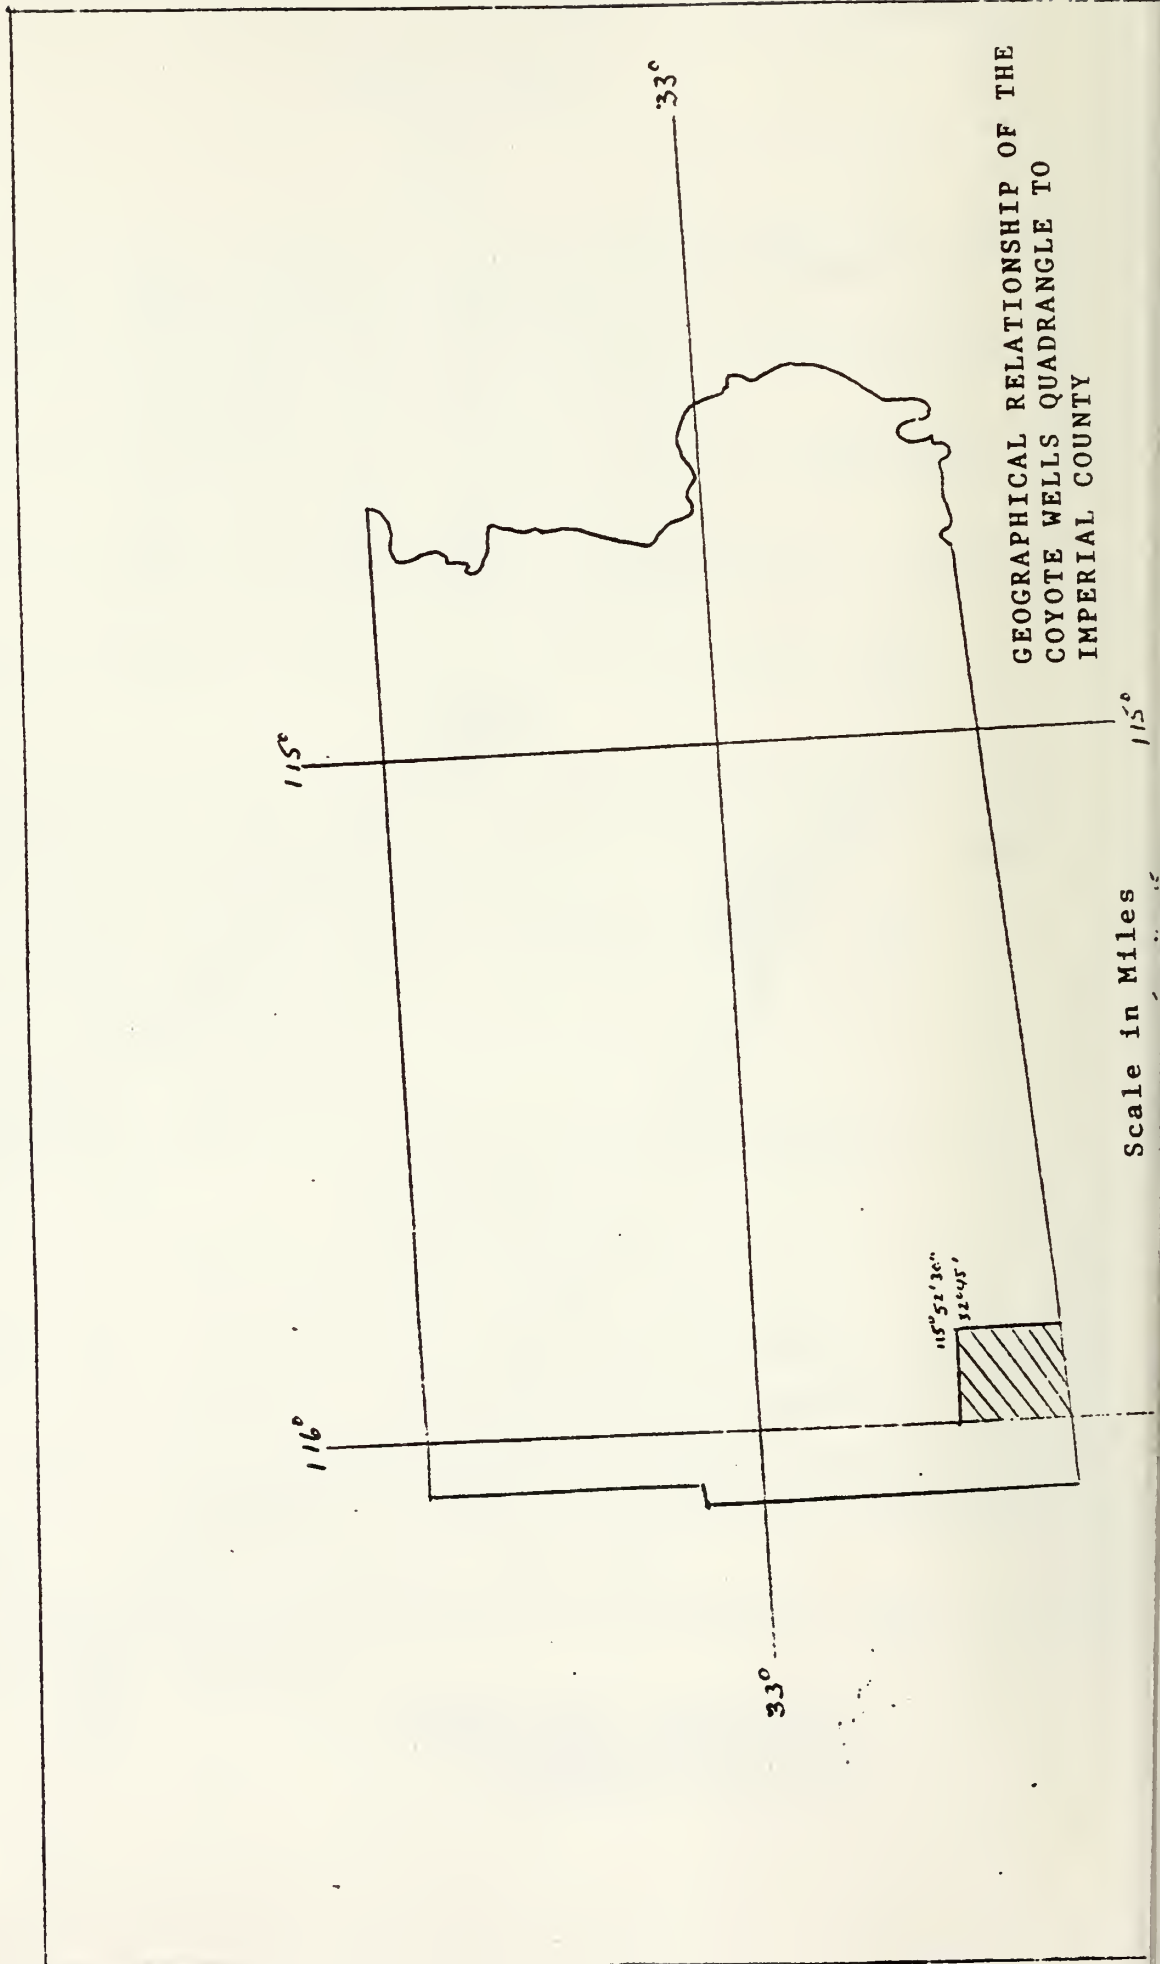 116°
115°
33°
33°
115° 52' 30"
32° 45'
115°
GEOGRAPHICAL RELATIONSHIP OF THE
COYOTE WELLS QUADRANGLE TO
IMPERIAL COUNTY
Scale in Miles